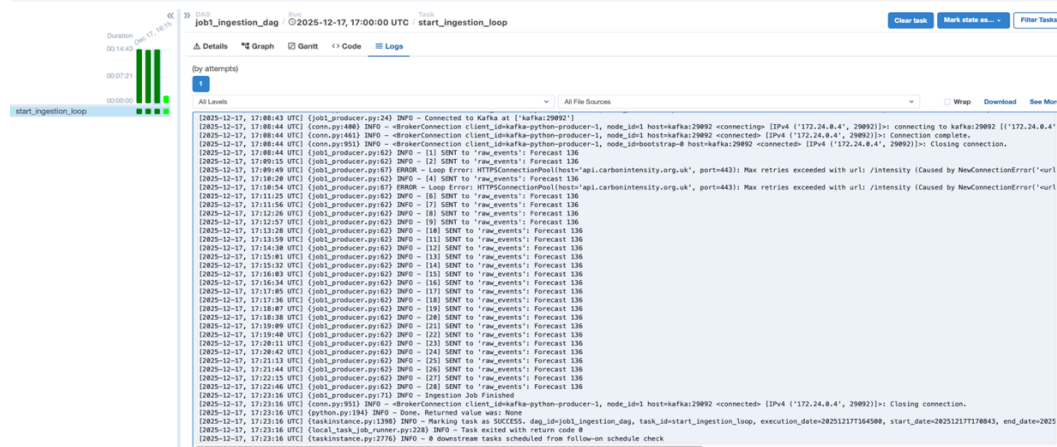 DAG
job1_ingestion_dag
Run
2025-12-17, 17:00:00 UTC
Task
start_ingestion_loop
Clear task
Mark state as...
Filter Tasks
Dec 17, 16:15
Duration
00:14:43
00:07:21
00:00:00
start_ingestion_loop
Details
Graph
Gantt
Code
Logs
(by attempts)
1
All Levels
All File Sources
Wrap
Download
See More
[2025-12-17, 17:08:43 UTC] {job1_producer.py:24} INFO - Connected to Kafka at ['kafka:29092']
[2025-12-17, 17:08:44 UTC] {conn.py:400} INFO - <BrokerConnection client_id=kafka-python-producer-1, node_id=1 host=kafka:29092 <connecting> [IPv4 ('172.24.0.4', 29092)]>: connecting to kafka:29092 [('172.24.0.4'
[2025-12-17, 17:08:44 UTC] {conn.py:461} INFO - <BrokerConnection client_id=kafka-python-producer-1, node_id=1 host=kafka:29092 <connected> [IPv4 ('172.24.0.4', 29092)]>: Connection complete.
[2025-12-17, 17:08:44 UTC] {conn.py:951} INFO - <BrokerConnection client_id=kafka-python-producer-1, node_id=bootstrap-0 host=kafka:29092 <connected> [IPv4 ('172.24.0.4', 29092)]>: Closing connection.
[2025-12-17, 17:08:44 UTC] {job1_producer.py:62} INFO - [1] SENT to 'raw_events': Forecast 136
[2025-12-17, 17:09:15 UTC] {job1_producer.py:62} INFO - [2] SENT to 'raw_events': Forecast 136
[2025-12-17, 17:09:49 UTC] {job1_producer.py:67} ERROR - Loop Error: HTTPSConnectionPool(host='api.carbonintensity.org.uk', port=443): Max retries exceeded with url: /intensity (Caused by NewConnectionError('<url
[2025-12-17, 17:10:20 UTC] {job1_producer.py:62} INFO - [4] SENT to 'raw_events': Forecast 136
[2025-12-17, 17:10:54 UTC] {job1_producer.py:67} ERROR - Loop Error: HTTPSConnectionPool(host='api.carbonintensity.org.uk', port=443): Max retries exceeded with url: /intensity (Caused by NewConnectionError('<url
[2025-12-17, 17:11:25 UTC] {job1_producer.py:62} INFO - [6] SENT to 'raw_events': Forecast 136
[2025-12-17, 17:11:56 UTC] {job1_producer.py:62} INFO - [7] SENT to 'raw_events': Forecast 136
[2025-12-17, 17:12:26 UTC] {job1_producer.py:62} INFO - [8] SENT to 'raw_events': Forecast 136
[2025-12-17, 17:12:57 UTC] {job1_producer.py:62} INFO - [9] SENT to 'raw_events': Forecast 136
[2025-12-17, 17:13:28 UTC] {job1_producer.py:62} INFO - [10] SENT to 'raw_events': Forecast 136
[2025-12-17, 17:13:59 UTC] {job1_producer.py:62} INFO - [11] SENT to 'raw_events': Forecast 136
[2025-12-17, 17:14:30 UTC] {job1_producer.py:62} INFO - [12] SENT to 'raw_events': Forecast 136
[2025-12-17, 17:15:01 UTC] {job1_producer.py:62} INFO - [13] SENT to 'raw_events': Forecast 136
[2025-12-17, 17:15:32 UTC] {job1_producer.py:62} INFO - [14] SENT to 'raw_events': Forecast 136
[2025-12-17, 17:16:03 UTC] {job1_producer.py:62} INFO - [15] SENT to 'raw_events': Forecast 136
[2025-12-17, 17:16:34 UTC] {job1_producer.py:62} INFO - [16] SENT to 'raw_events': Forecast 136
[2025-12-17, 17:17:05 UTC] {job1_producer.py:62} INFO - [17] SENT to 'raw_events': Forecast 136
[2025-12-17, 17:17:36 UTC] {job1_producer.py:62} INFO - [18] SENT to 'raw_events': Forecast 136
[2025-12-17, 17:18:07 UTC] {job1_producer.py:62} INFO - [19] SENT to 'raw_events': Forecast 136
[2025-12-17, 17:18:38 UTC] {job1_producer.py:62} INFO - [20] SENT to 'raw_events': Forecast 136
[2025-12-17, 17:19:09 UTC] {job1_producer.py:62} INFO - [21] SENT to 'raw_events': Forecast 136
[2025-12-17, 17:19:40 UTC] {job1_producer.py:62} INFO - [22] SENT to 'raw_events': Forecast 136
[2025-12-17, 17:20:11 UTC] {job1_producer.py:62} INFO - [23] SENT to 'raw_events': Forecast 136
[2025-12-17, 17:20:42 UTC] {job1_producer.py:62} INFO - [24] SENT to 'raw_events': Forecast 136
[2025-12-17, 17:21:13 UTC] {job1_producer.py:62} INFO - [25] SENT to 'raw_events': Forecast 136
[2025-12-17, 17:21:44 UTC] {job1_producer.py:62} INFO - [26] SENT to 'raw_events': Forecast 136
[2025-12-17, 17:22:15 UTC] {job1_producer.py:62} INFO - [27] SENT to 'raw_events': Forecast 136
[2025-12-17, 17:22:46 UTC] {job1_producer.py:62} INFO - [28] SENT to 'raw_events': Forecast 136
[2025-12-17, 17:23:16 UTC] {job1_producer.py:71} INFO - Ingestion Job Finished
[2025-12-17, 17:23:16 UTC] {conn.py:951} INFO - <BrokerConnection client_id=kafka-python-producer-1, node_id=1 host=kafka:29092 <connected> [IPv4 ('172.24.0.4', 29092)]>: Closing connection.
[2025-12-17, 17:23:16 UTC] {python.py:194} INFO - Done. Returned value was: None
[2025-12-17, 17:23:16 UTC] {taskinstance.py:1398} INFO - Marking task as SUCCESS. dag_id=job1_ingestion_dag, task_id=start_ingestion_loop, execution_date=20251217T164500, start_date=20251217T170843, end_date=2025
[2025-12-17, 17:23:16 UTC] {local_task_job_runner.py:228} INFO - Task exited with return code 0
[2025-12-17, 17:23:16 UTC] {taskinstance.py:2776} INFO - 0 downstream tasks scheduled from follow-on schedule check